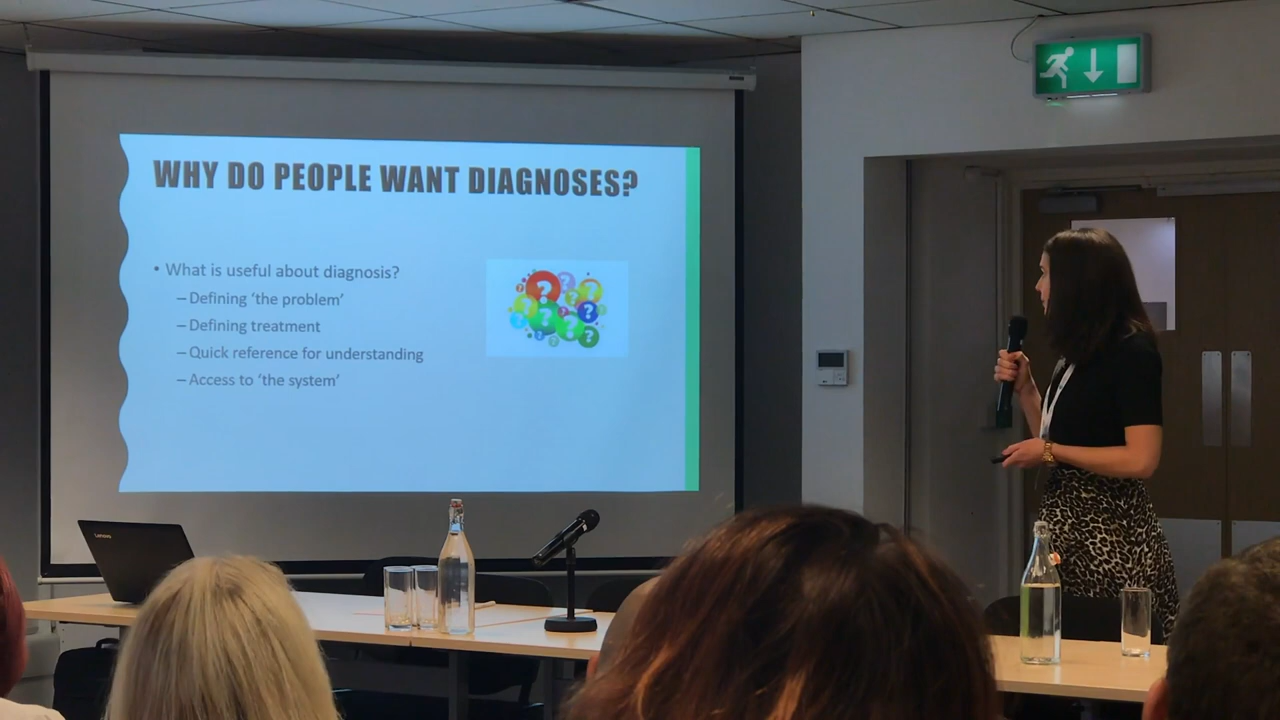 WHY DO PEOPLE WANT DIAGNOSES?
• What is useful about diagnosis?
– Defining ‘the problem’
– Defining treatment
– Quick reference for understanding
– Access to ‘the system’
Lenovo